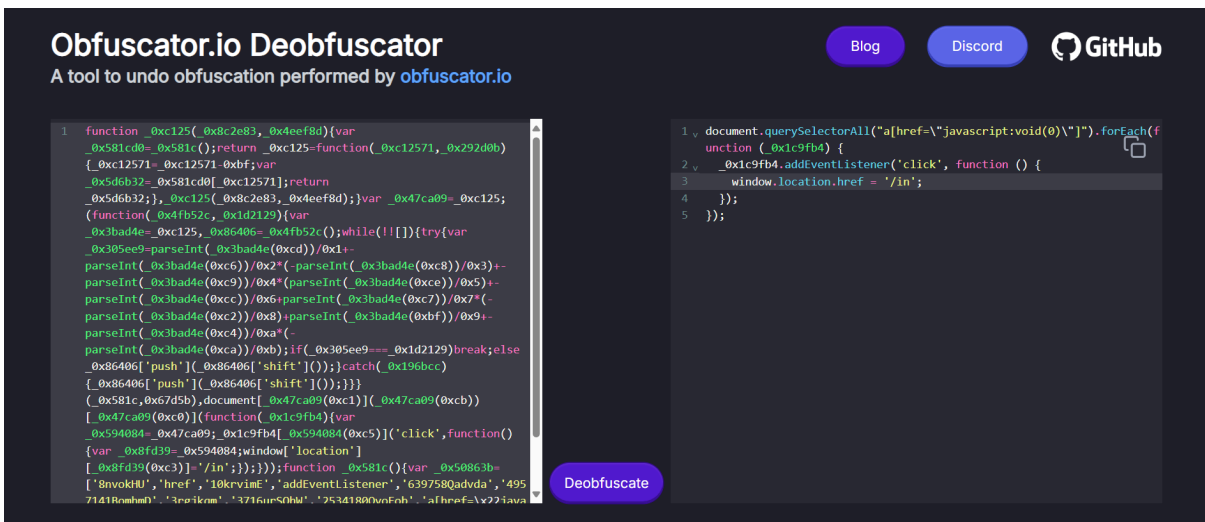 Obfuscator.io Deobfuscator
A tool to undo obfuscation performed by obfuscator.io
Blog
Discord
GitHub
1 function _0xc125(_0x8c2e83,_0x4eef8d){var
_0x581cd0=_0x581c();return _0xc125=function(_0xc12571,_0x292d0b)
{_0xc12571=_0xc12571-0xbf;var
_0x5d6b32=_0x581cd0[_0xc12571];return
_0x5d6b32;},_0xc125(_0x8c2e83,_0x4eef8d);}var _0x47ca09=_0xc125;
(function(_0x4fb52c,_0x1d2129){var
_0x3bad4e=_0xc125,_0x86406=_0x4fb52c();while(!![]){try{var
_0x305ee9=parseInt(_0x3bad4e(0xcd))/0x1+-
parseInt(_0x3bad4e(0xc6))/0x2*(-parseInt(_0x3bad4e(0xc8))/0x3)+-
parseInt(_0x3bad4e(0xc9))/0x4*(parseInt(_0x3bad4e(0xce))/0x5)+-
parseInt(_0x3bad4e(0xcc))/0x6+parseInt(_0x3bad4e(0xc7))/0x7*(-
parseInt(_0x3bad4e(0xc2))/0x8)+parseInt(_0x3bad4e(0xbf))/0x9+-
parseInt(_0x3bad4e(0xc4))/0xa*(-
parseInt(_0x3bad4e(0xca))/0xb);if(_0x305ee9===_0x1d2129)break;else
_0x86406['push'](_0x86406['shift']());}catch(_0x196bcc)
{_0x86406['push'](_0x86406['shift']());}}}
(_0x581c,0x67d5b),document[_0x47ca09(0xc1)](_0x47ca09(0xcb))
[_0x47ca09(0xc0)](function(_0x1c9fb4){var
_0x594084=_0x47ca09;_0x1c9fb4[_0x594084(0xc5)]('click',function()
{var _0x8fd39=_0x594084;window['location']
[_0x8fd39(0xc3)]='/in';});}));function _0x581c(){var _0x50863b=
['8nvokHU','href','10krvimE','addEventListener','639758Qadvda','495
Deobfuscate
1 document.querySelectorAll("a[href=\"javascript:void(0)\"]").forEach(f
unction (_0x1c9fb4) {
2 _0x1c9fb4.addEventListener('click', function () {
3 window.location.href = '/in';
4 });
5 });